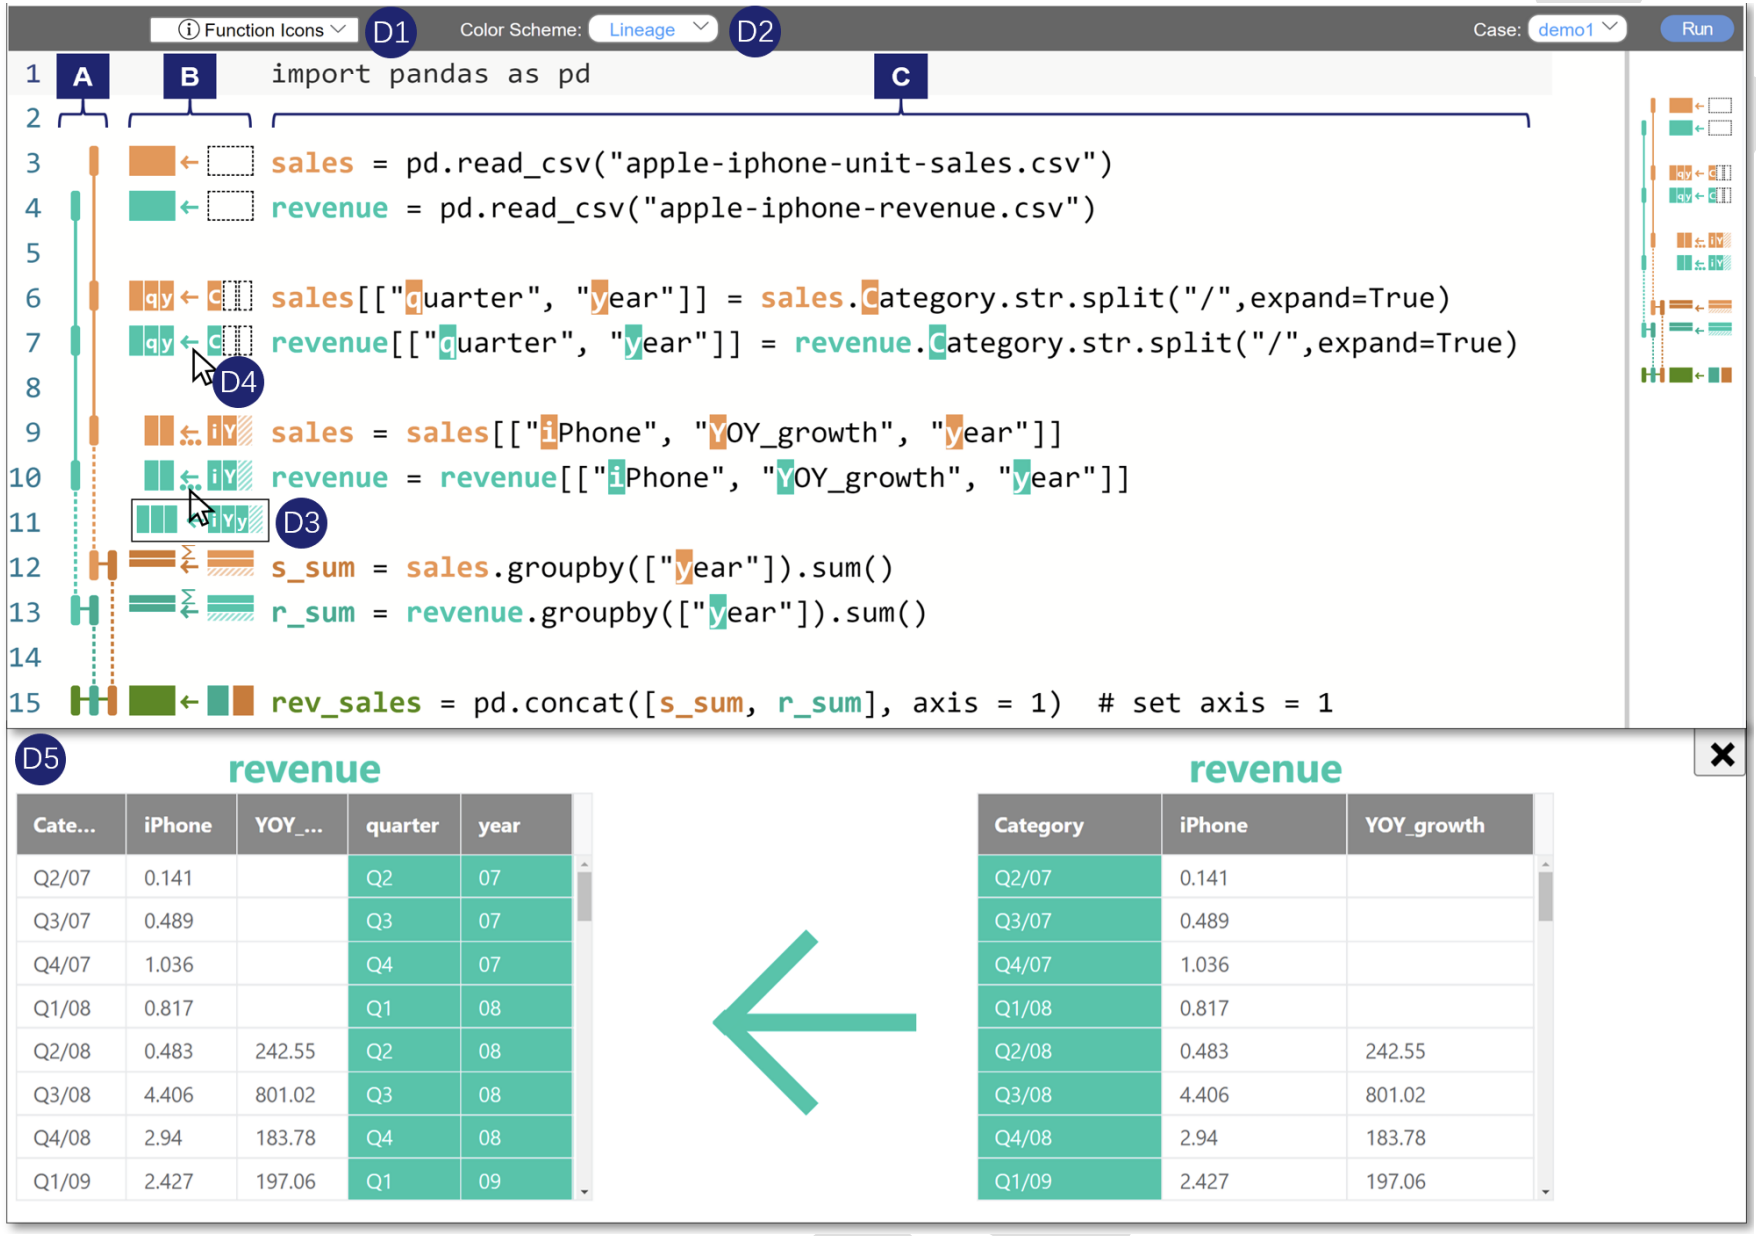 Function Icons D1 Color Scheme: Lineage D2 Case: demo1 Run
A B C
1 import pandas as pd
2
3 sales = pd.read_csv("apple-iphone-unit-sales.csv")
4 revenue = pd.read_csv("apple-iphone-revenue.csv")
5
6 qy ← C sales[["quarter", "year"]] = sales.Category.str.split("/",expand=True)
7 qy ← C revenue[["quarter", "year"]] = revenue.Category.str.split("/",expand=True)
8 D4
9 ← iY sales = sales[["iPhone", "YOY_growth", "year"]]
10 ← iY revenue = revenue[["iPhone", "YOY_growth", "year"]]
11 ← iYy D3
12 Σ s_sum = sales.groupby(["year"]).sum()
13 Σ r_sum = revenue.groupby(["year"]).sum()
14
15 rev_sales = pd.concat([s_sum, r_sum], axis = 1) # set axis = 1
qy ← C
qy ← C
iY
iY
D5 revenue
Cate... iPhone YOY_... quarter year
Q2/07 0.141 Q2 07
Q3/07 0.489 Q3 07
Q4/07 1.036 Q4 07
Q1/08 0.817 Q1 08
Q2/08 0.483 242.55 Q2 08
Q3/08 4.406 801.02 Q3 08
Q4/08 2.94 183.78 Q4 08
Q1/09 2.427 197.06 Q1 09
revenue
Category iPhone YOY_growth
Q2/07 0.141
Q3/07 0.489
Q4/07 1.036
Q1/08 0.817
Q2/08 0.483 242.55
Q3/08 4.406 801.02
Q4/08 2.94 183.78
Q1/09 2.427 197.06